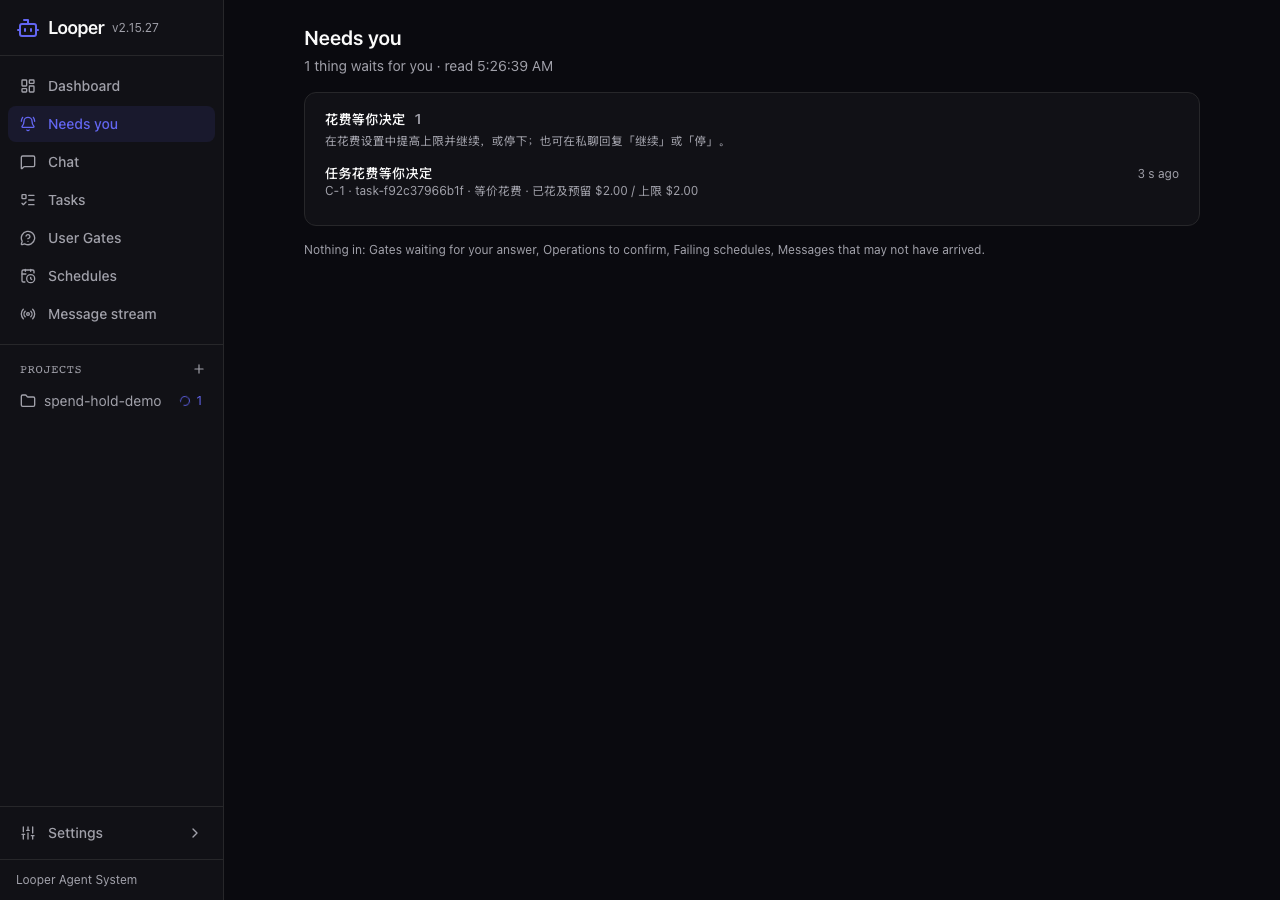 Looper v2.15.27
Dashboard
Needs you
Chat
Tasks
User Gates
Schedules
Message stream
PROJECTS
spend-hold-demo 1
Settings
Looper Agent System
Needs you
1 thing waits for you · read 5:26:39 AM
花费等你决定 1
在花费设置中提高上限并继续，或停下；也可在私聊回复「继续」或「停」。
任务花费等你决定 3 s ago
C-1 · task-f92c37966b1f · 等价花费 · 已花及预留 $2.00 / 上限 $2.00
Nothing in: Gates waiting for your answer, Operations to confirm, Failing schedules, Messages that may not have arrived.